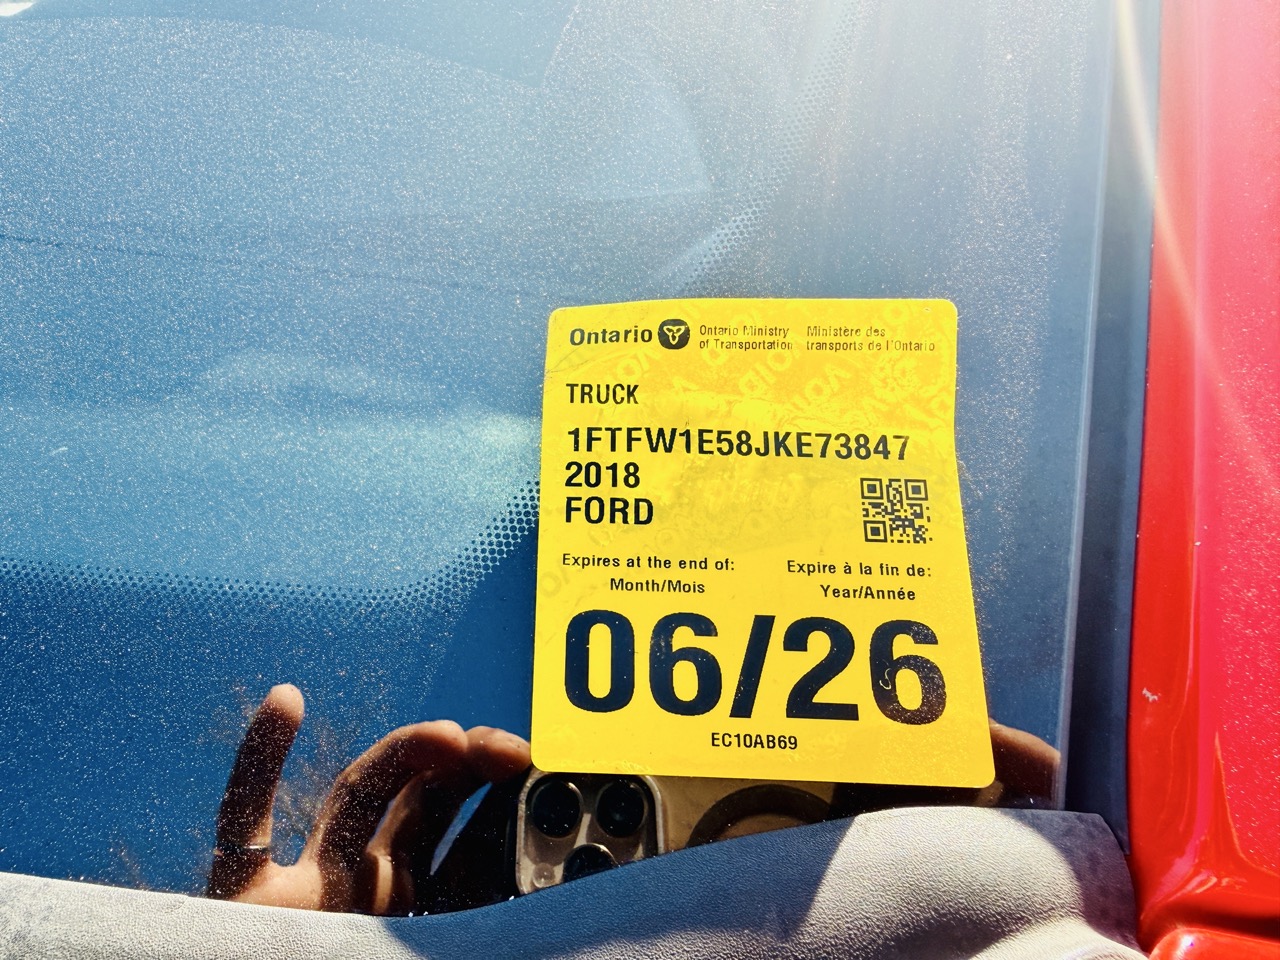 Ontario
Ontario Ministry
of Transportation
Ministère des
transports de l'Ontario
TRUCK
1FTFW1E58JKE73847
2018
FORD
Expires at the end of:
Month/Mois
Expire à la fin de:
Year/Année
06/26
EC10AB69